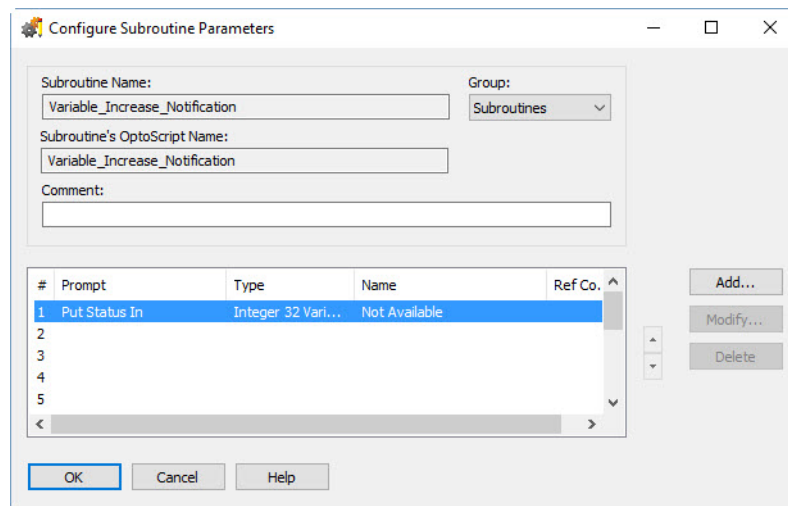 Configure Subroutine Parameters
Subroutine Name:
Group:
Variable_Increase_Notification
Subroutines
Subroutine's OptoScript Name:
Variable_Increase_Notification
Comment:
# Prompt Type Name Ref Co.
1 Put Status In Integer 32 Vari... Not Available
2
3
4
5
Add...
Modify...
Delete
OK Cancel Help